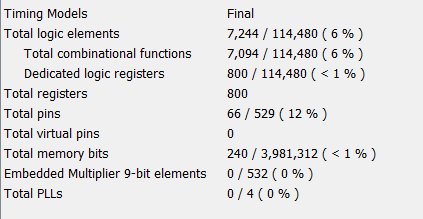 Timing Models Final
Total logic elements 7,244 / 114,480 ( 6 % )
Total combinational functions 7,094 / 114,480 ( 6 % )
Dedicated logic registers 800 / 114,480 ( < 1 % )
Total registers 800
Total pins 66 / 529 ( 12 % )
Total virtual pins 0
Total memory bits 240 / 3,981,312 ( < 1 % )
Embedded Multiplier 9-bit elements 0 / 532 ( 0 % )
Total PLLs 0 / 4 ( 0 % )